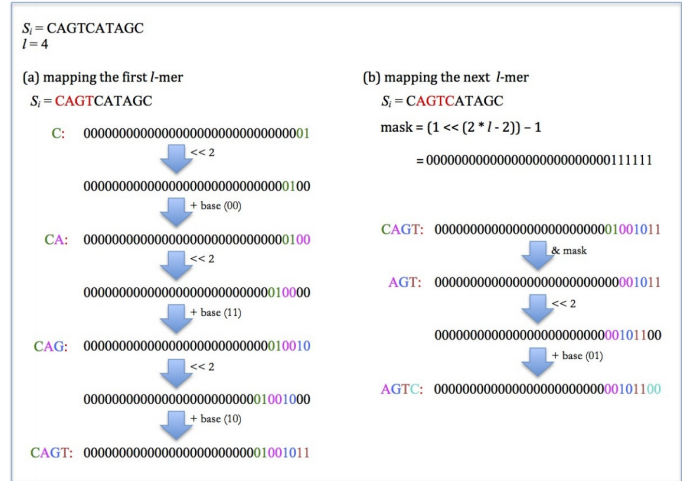 Sᵢ = CAGTCATAGC
l = 4
(a) mapping the first l-mer
Sᵢ = CAGTCATAGC
C: 00000000000000000000000000000001
<< 2
00000000000000000000000000000100
+ base (00)
CA: 00000000000000000000000000000100
<< 2
00000000000000000000000000010000
+ base (11)
CAG: 00000000000000000000000000010010
<< 2
00000000000000000000000001001000
+ base (10)
CAGT: 00000000000000000000000001001011
(b) mapping the next l-mer
Sᵢ = CAGTCATAGC
mask = (1 << (2 * l - 2)) – 1
= 00000000000000000000000000111111
CAGT: 00000000000000000000000001001011
& mask
AGT: 00000000000000000000000000001011
<< 2
00000000000000000000000000101100
+ base (01)
AGTC: 00000000000000000000000000101100